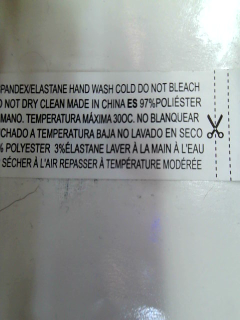 PANDEX/ELASTANE HAND WASH COLD DO NOT BLEACH
NOT DRY CLEAN MADE IN CHINA ES 97%POLIÉSTER
MANO. TEMPERATURA MÁXIMA 30OC. NO BLANQUEAR
CHADO A TEMPERATURA BAJA NO LAVADO EN SECO
% POLYESTER 3%ÉLASTANE LAVER À LA MAIN À L'EAU
SÉCHER À L'AIR REPASSER À TEMPÉRATURE MODÉRÉE